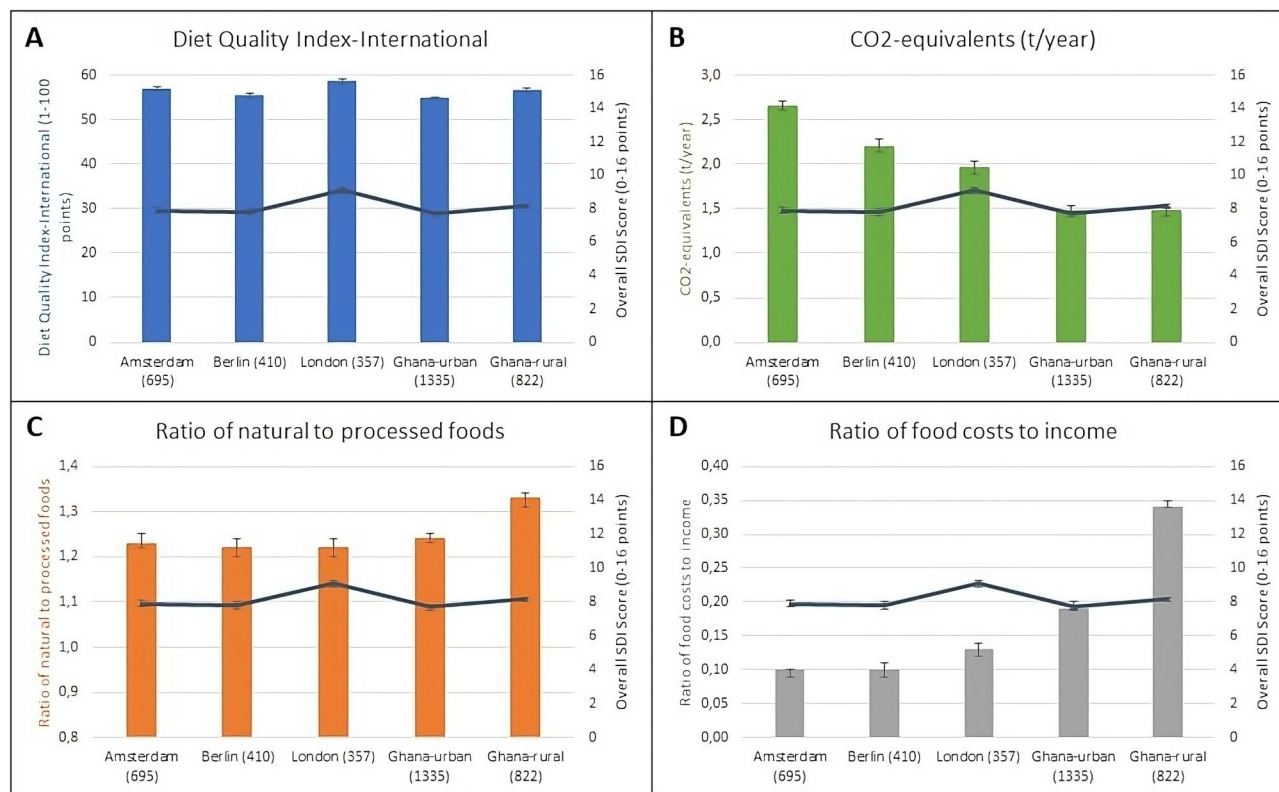 A
Diet Quality Index-International
Diet Quality Index-International (1-100
points)
60
50
40
30
20
10
0
16
14
12
10
8
6
4
2
0
Overall SDI Score (0-16 points)
Amsterdam
(695)
Berlin (410)
London (357)
Ghana-urban
(1335)
Ghana-rural
(822)
B
CO2-equivalents (t/year)
CO2-equivalents (t/year)
3,0
2,5
2,0
1,5
1,0
0,5
0,0
16
14
12
10
8
6
4
2
0
Overall SDI Score (0-16 points)
Amsterdam
(695)
Berlin (410)
London (357)
Ghana-urban
(1335)
Ghana-rural
(822)
C
Ratio of natural to processed foods
Ratio of natural to processed foods
1,4
1,3
1,2
1,1
1,0
0,9
0,8
16
14
12
10
8
6
4
2
0
Overall SDI Score (0-16 points)
Amsterdam
(695)
Berlin (410)
London (357)
Ghana-urban
(1335)
Ghana-rural
(822)
D
Ratio of food costs to income
Ratio of food costs to income
0,40
0,35
0,30
0,25
0,20
0,15
0,10
0,05
0,00
16
14
12
10
8
6
4
2
0
Overall SDI Score (0-16 points)
Amsterdam
(695)
Berlin (410)
London (357)
Ghana-urban
(1335)
Ghana-rural
(822)